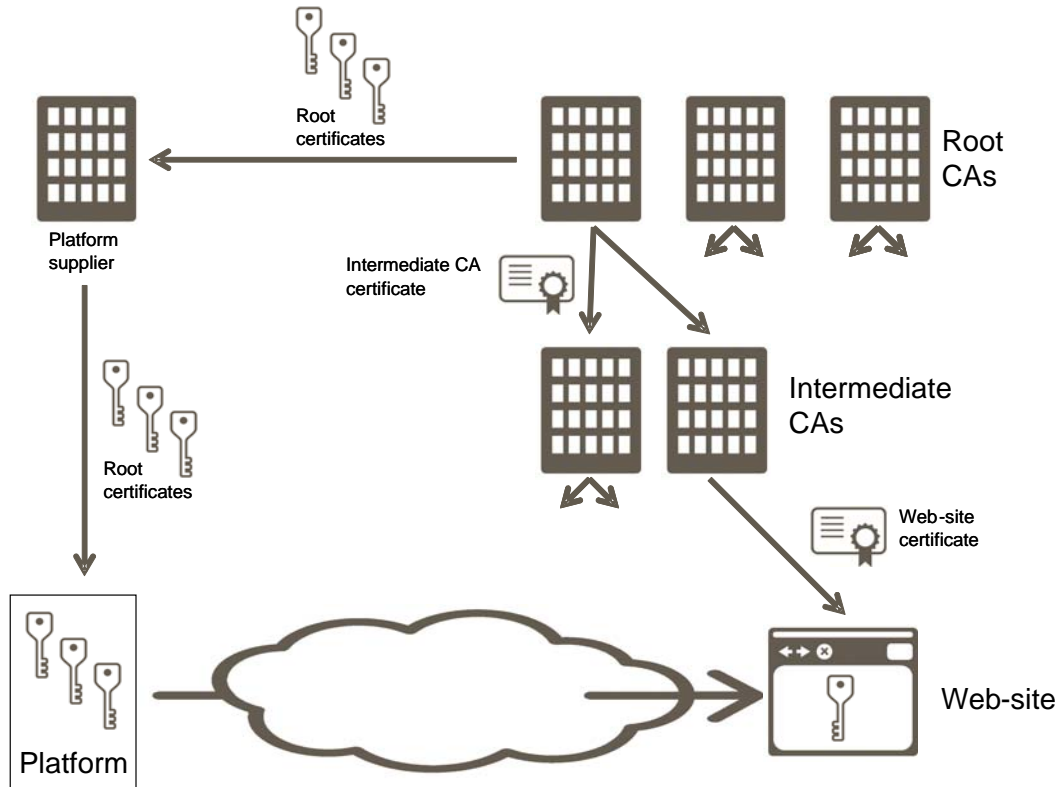 Root
certificates
Root
CAs
Platform
supplier
Intermediate CA
certificate
Intermediate
CAs
Root
certificates
Web-site
certificate
Web-site
Platform